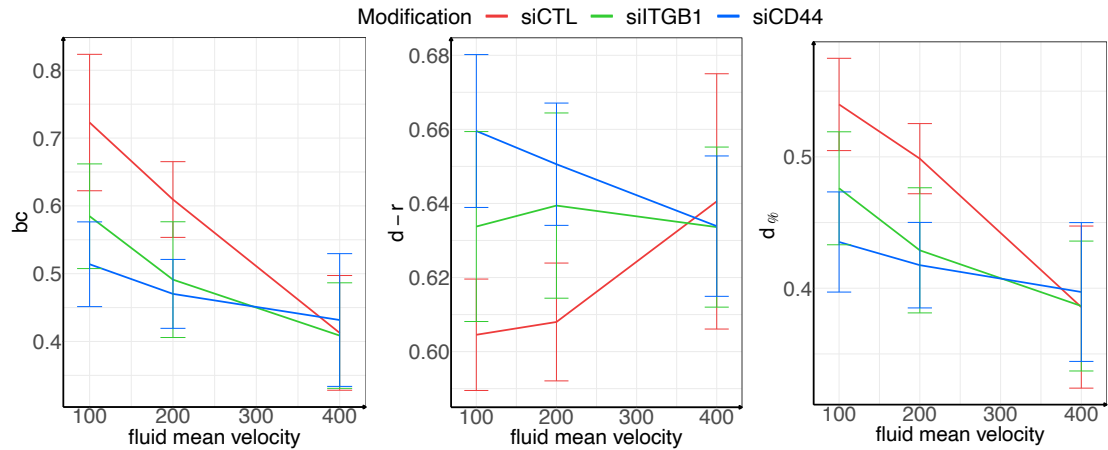 Modification siCTL siITGB1 siCD44
bc
0.8
0.7
0.6
0.5
0.4
100 200 300 400
fluid mean velocity
d − r
0.68
0.66
0.64
0.62
0.60
100 200 300 400
fluid mean velocity
d%
0.5
0.4
100 200 300 400
fluid mean velocity